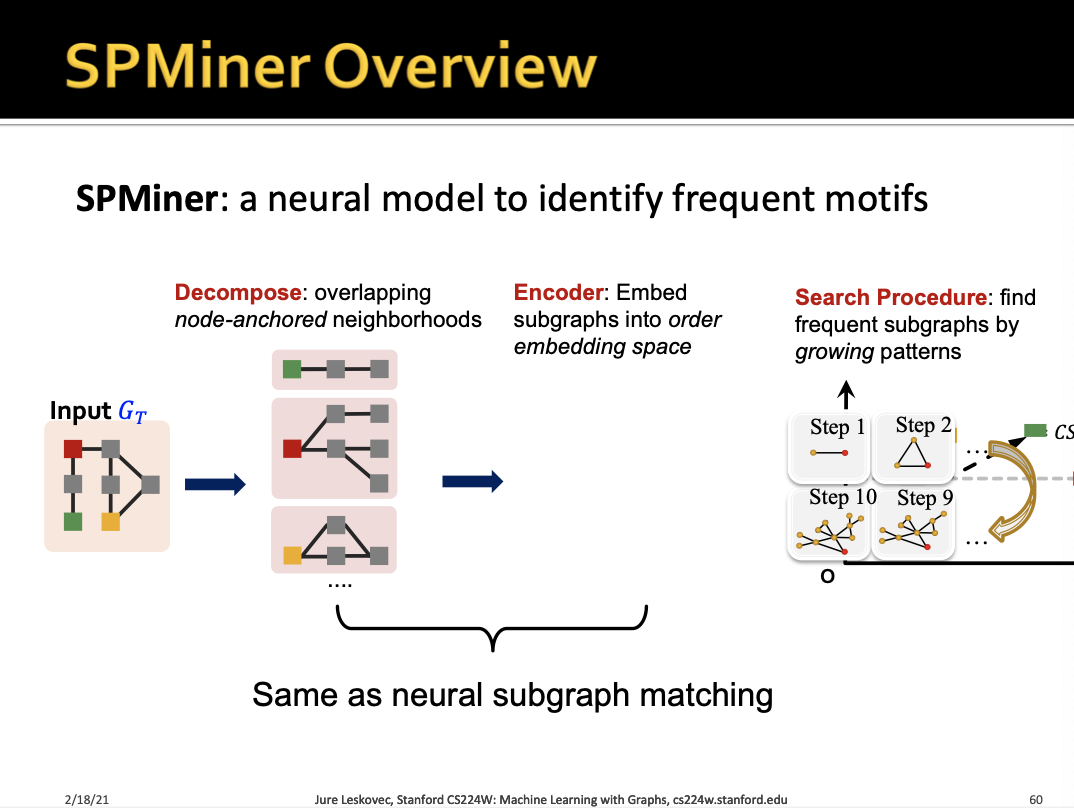 SPMiner Overview
SPMiner: a neural model to identify frequent motifs
Decompose: overlapping
node-anchored neighborhoods
Encoder: Embed
subgraphs into order
embedding space
Search Procedure: find
frequent subgraphs by
growing patterns
Input G_T
Step 1
Step 2
...
CS
Step 10
Step 9
...
O
....
Same as neural subgraph matching
2/18/21
Jure Leskovec, Stanford CS224W: Machine Learning with Graphs, cs224w.stanford.edu
60